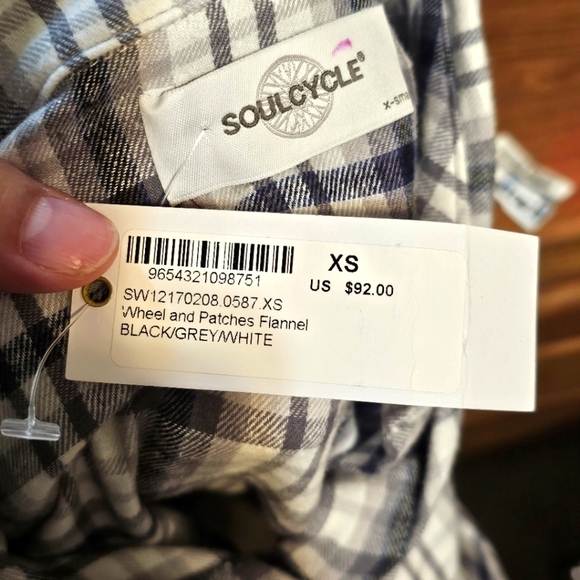 SOULCYCLE®
XS
US $92.00
9654321098751
SW12170208.0587.XS
Wheel and Patches Flannel
BLACK/GREY/WHITE